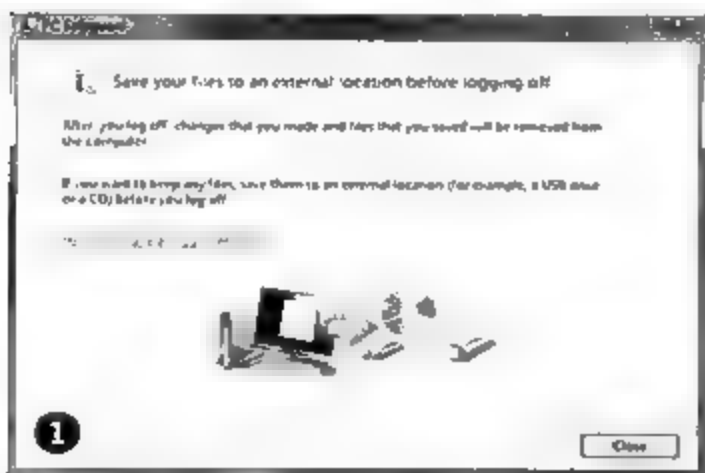 Save your files to an external location before logging off
When you log off, changes that you made and files that you saved will be removed from
the computer
If you want to keep any files, save them to an external location (for example, a USB drive
or a CD) before you log off
1
Close